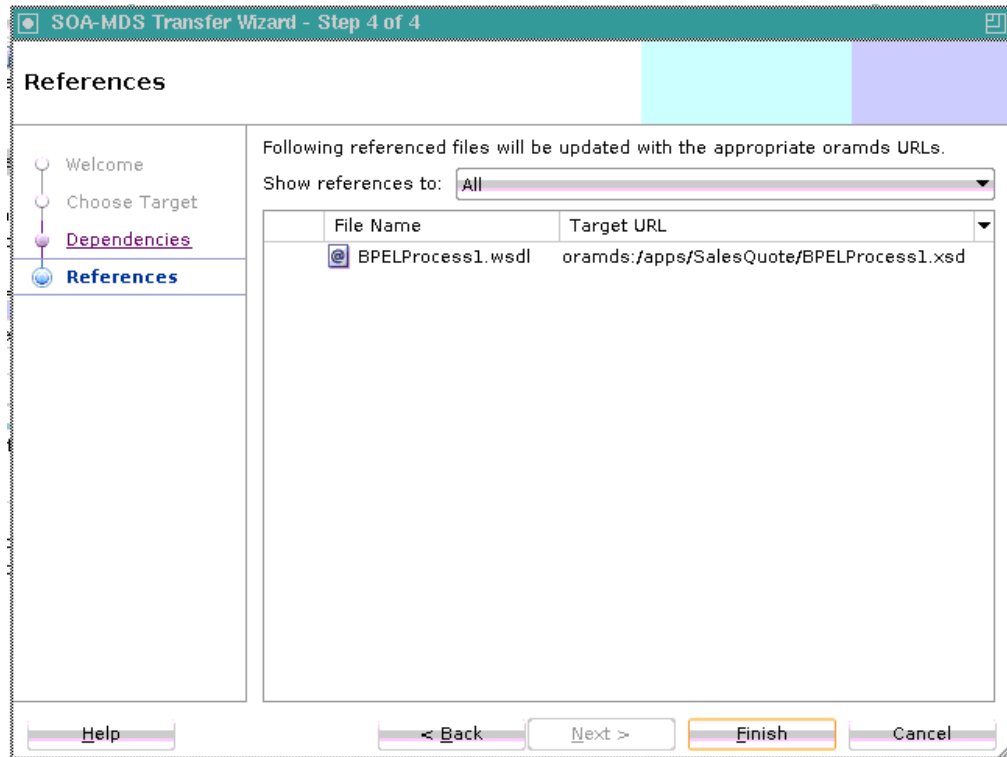 SOA-MDS Transfer Wizard - Step 4 of 4
References
Welcome
Choose Target
Dependencies
References
Following referenced files will be updated with the appropriate oramds URLs.
Show references to: All
File Name Target URL
BPELProcess1.wsdl oramds:/apps/SalesQuote/BPELProcess1.xsd
Help < Back Next > Finish Cancel